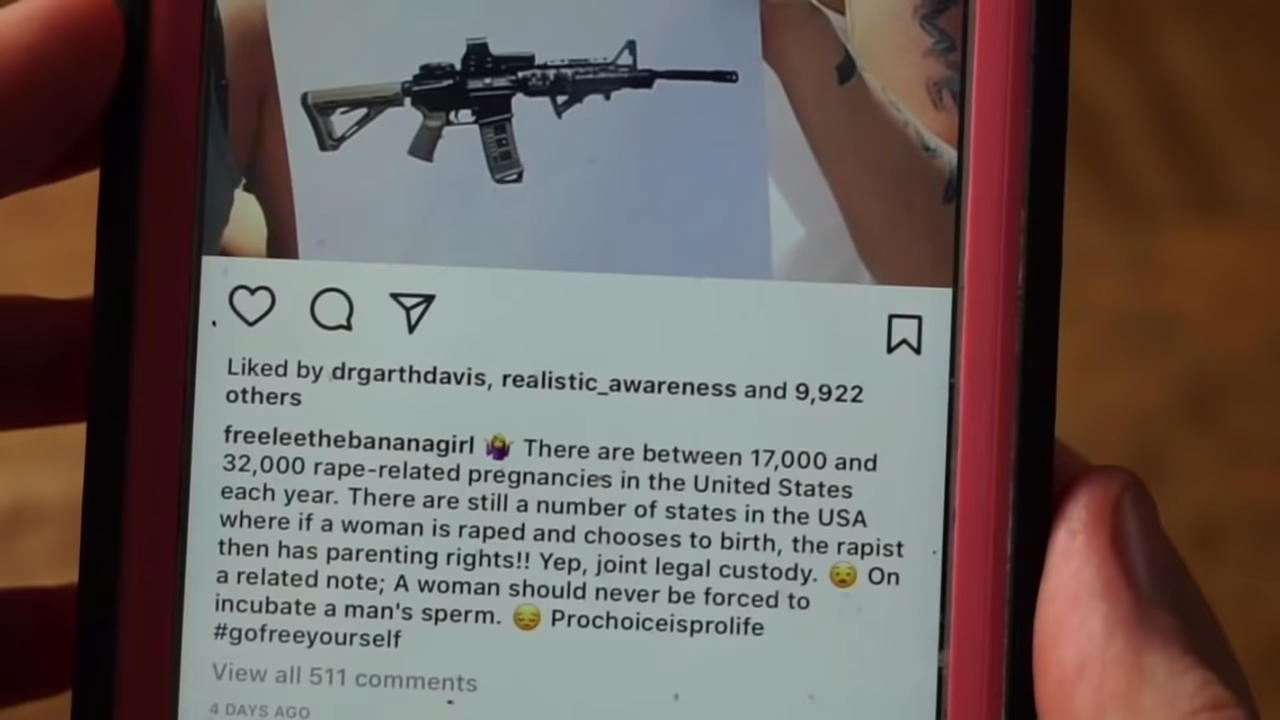 Liked by drgarthdavis, realistic_awareness and 9,922
others
freeleethebananagirl 🤷‍♀️ There are between 17,000 and
32,000 rape-related pregnancies in the United States
each year. There are still a number of states in the USA
where if a woman is raped and chooses to birth, the rapist
then has parenting rights!! Yep, joint legal custody. 😟 On
a related note; A woman should never be forced to
incubate a man's sperm. 😔 Prochoiceisprolife
#gofreeyourself
View all 511 comments
4 DAYS AGO